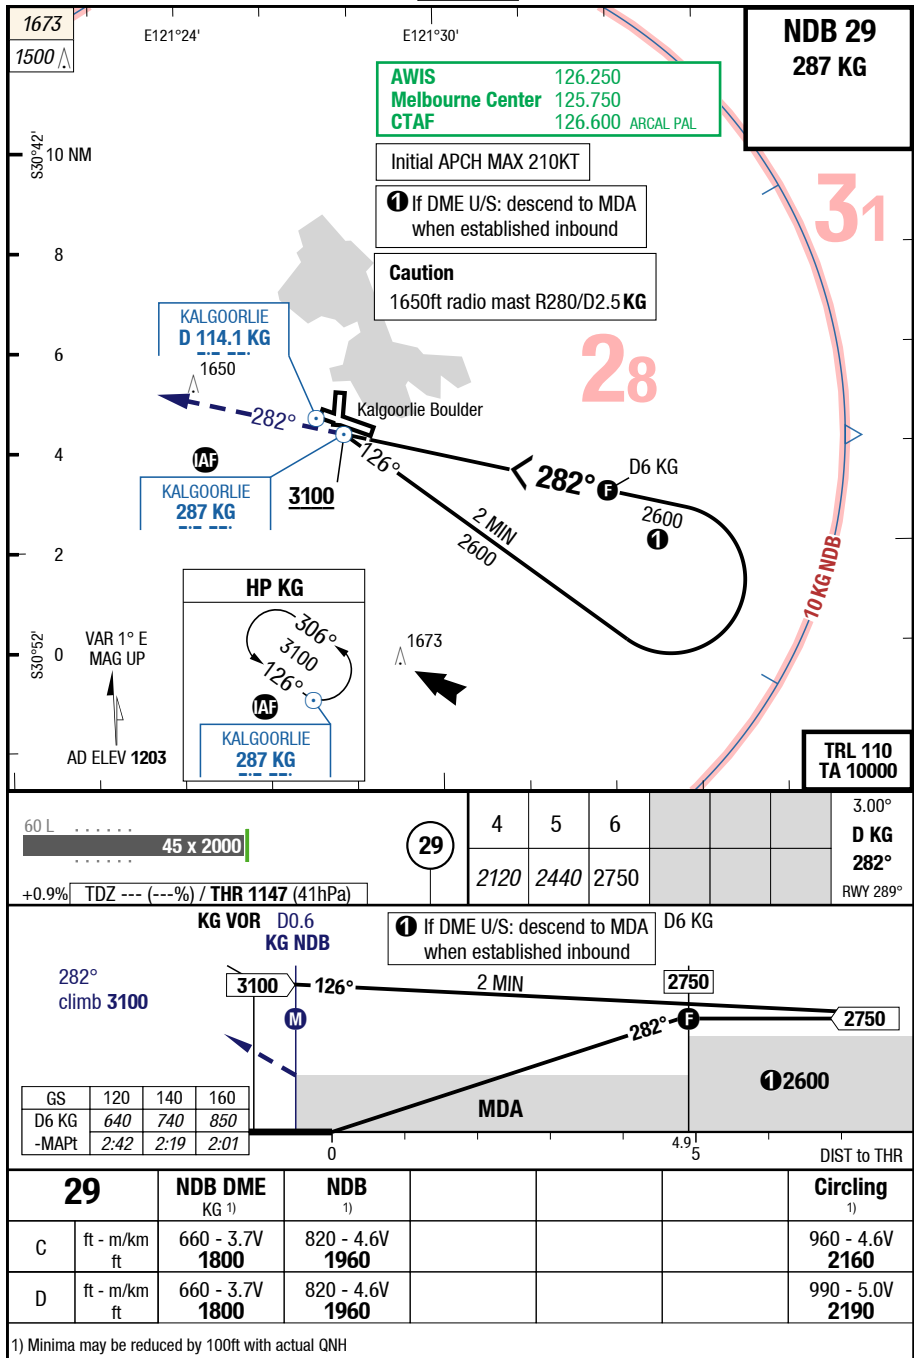 1673
1500
E121°24'
E121°30'
NDB 29
287 KG
AWIS 126.250
Melbourne Center 125.750
CTAF 126.600 ARCAL PAL
S30°42'
10 NM
Initial APCH MAX 210KT
1 If DME U/S: descend to MDA
when established inbound
31
8
Caution
1650ft radio mast R280/D2.5 KG
KALGOORLIE
D 114.1 KG
6
1650
28
282°
Kalgoorlie Boulder
4
IAF
126°
D6 KG
282° F
KALGOORLIE
287 KG
3100
2600
1
2 MIN
2600
2
10 KG NDB
HP KG
306°
3100
126°
IAF
KALGOORLIE
287 KG
S30°52'
0
VAR 1° E
MAG UP
1673
AD ELEV 1203
TRL 110
TA 10000
60 L
45 x 2000
+0.9% TDZ --- (---%) / THR 1147 (41hPa)
29
4 5 6
2120 2440 2750
3.00°
D KG
282°
RWY 289°
KG VOR D0.6
KG NDB
1 If DME U/S: descend to MDA
when established inbound
D6 KG
282°
climb 3100
3100
126°
2 MIN
2750
M
282°
F
2750
MDA
1 2600
GS 120 140 160
D6 KG 640 740 850
-MAPt 2:42 2:19 2:01
0
4.9
5
DIST to THR
29 NDB DME NDB Circling
KG 1) 1) 1)
C ft - m/km 660 - 3.7V 820 - 4.6V 960 - 4.6V
ft 1800 1960 2160
D ft - m/km 660 - 3.7V 820 - 4.6V 990 - 5.0V
ft 1800 1960 2190
1) Minima may be reduced by 100ft with actual QNH